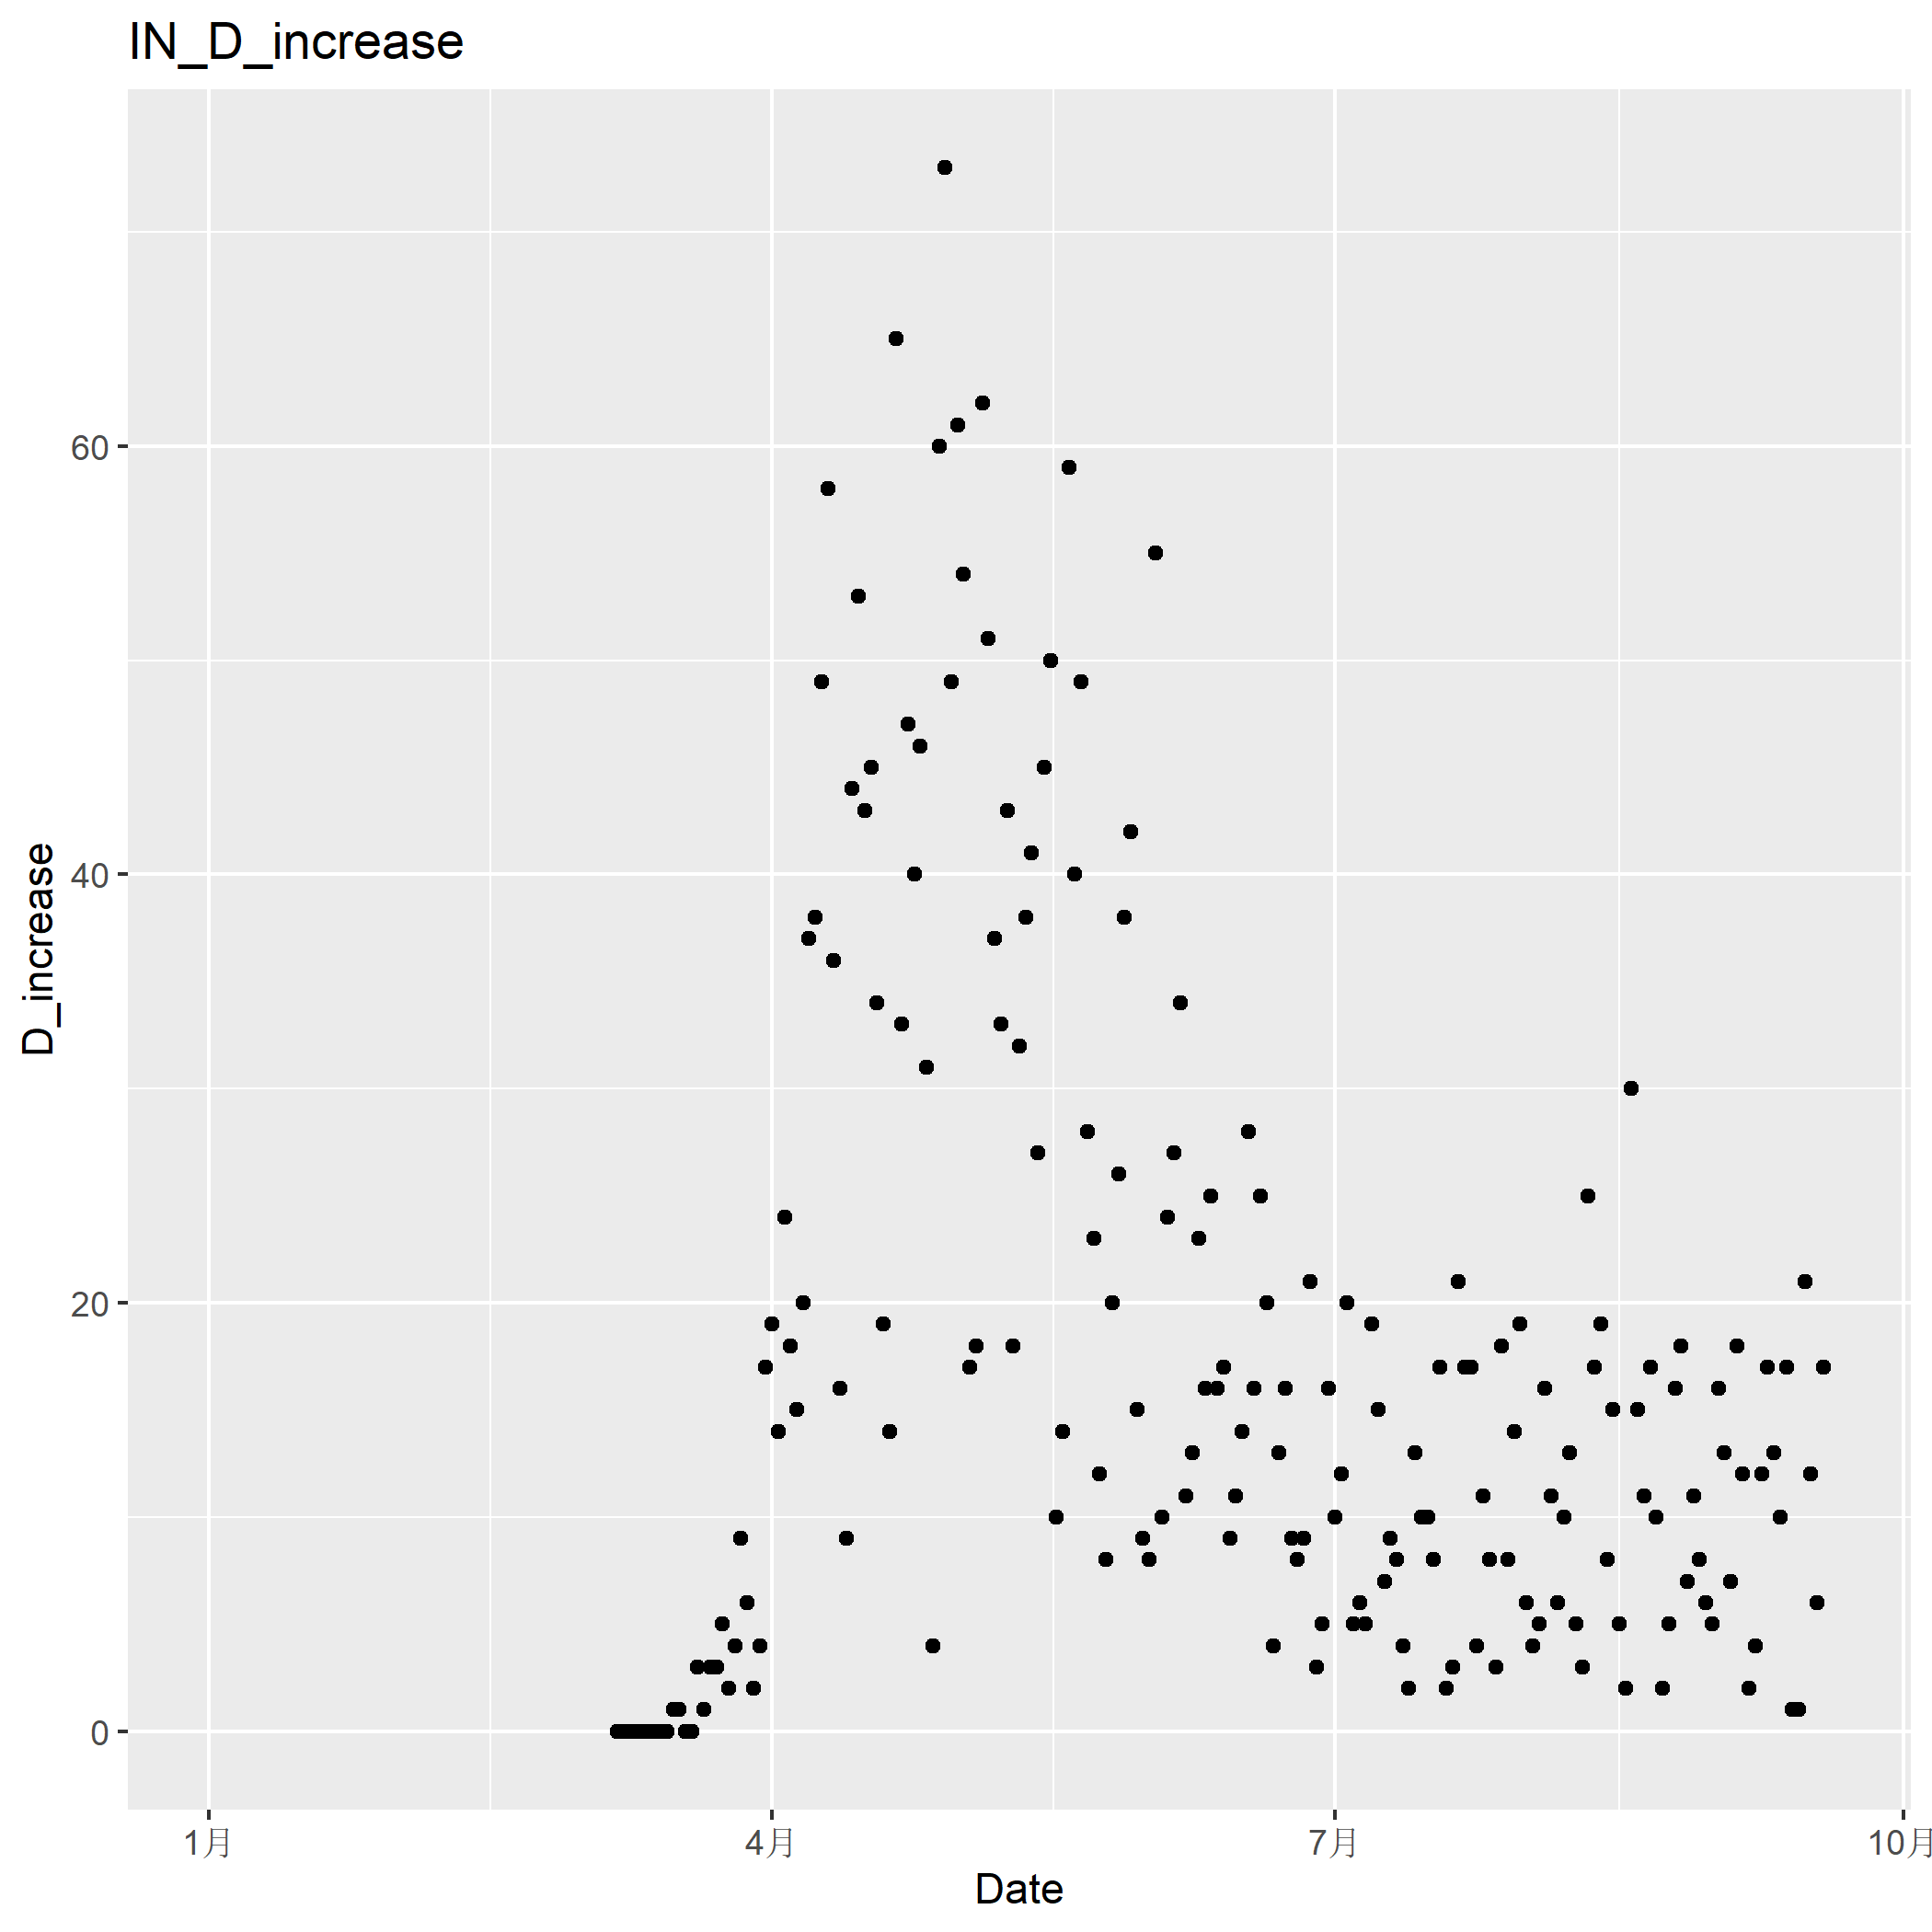 IN_D_increase
D_increase
60
40
20
0
1月
4月
7月
10月
Date